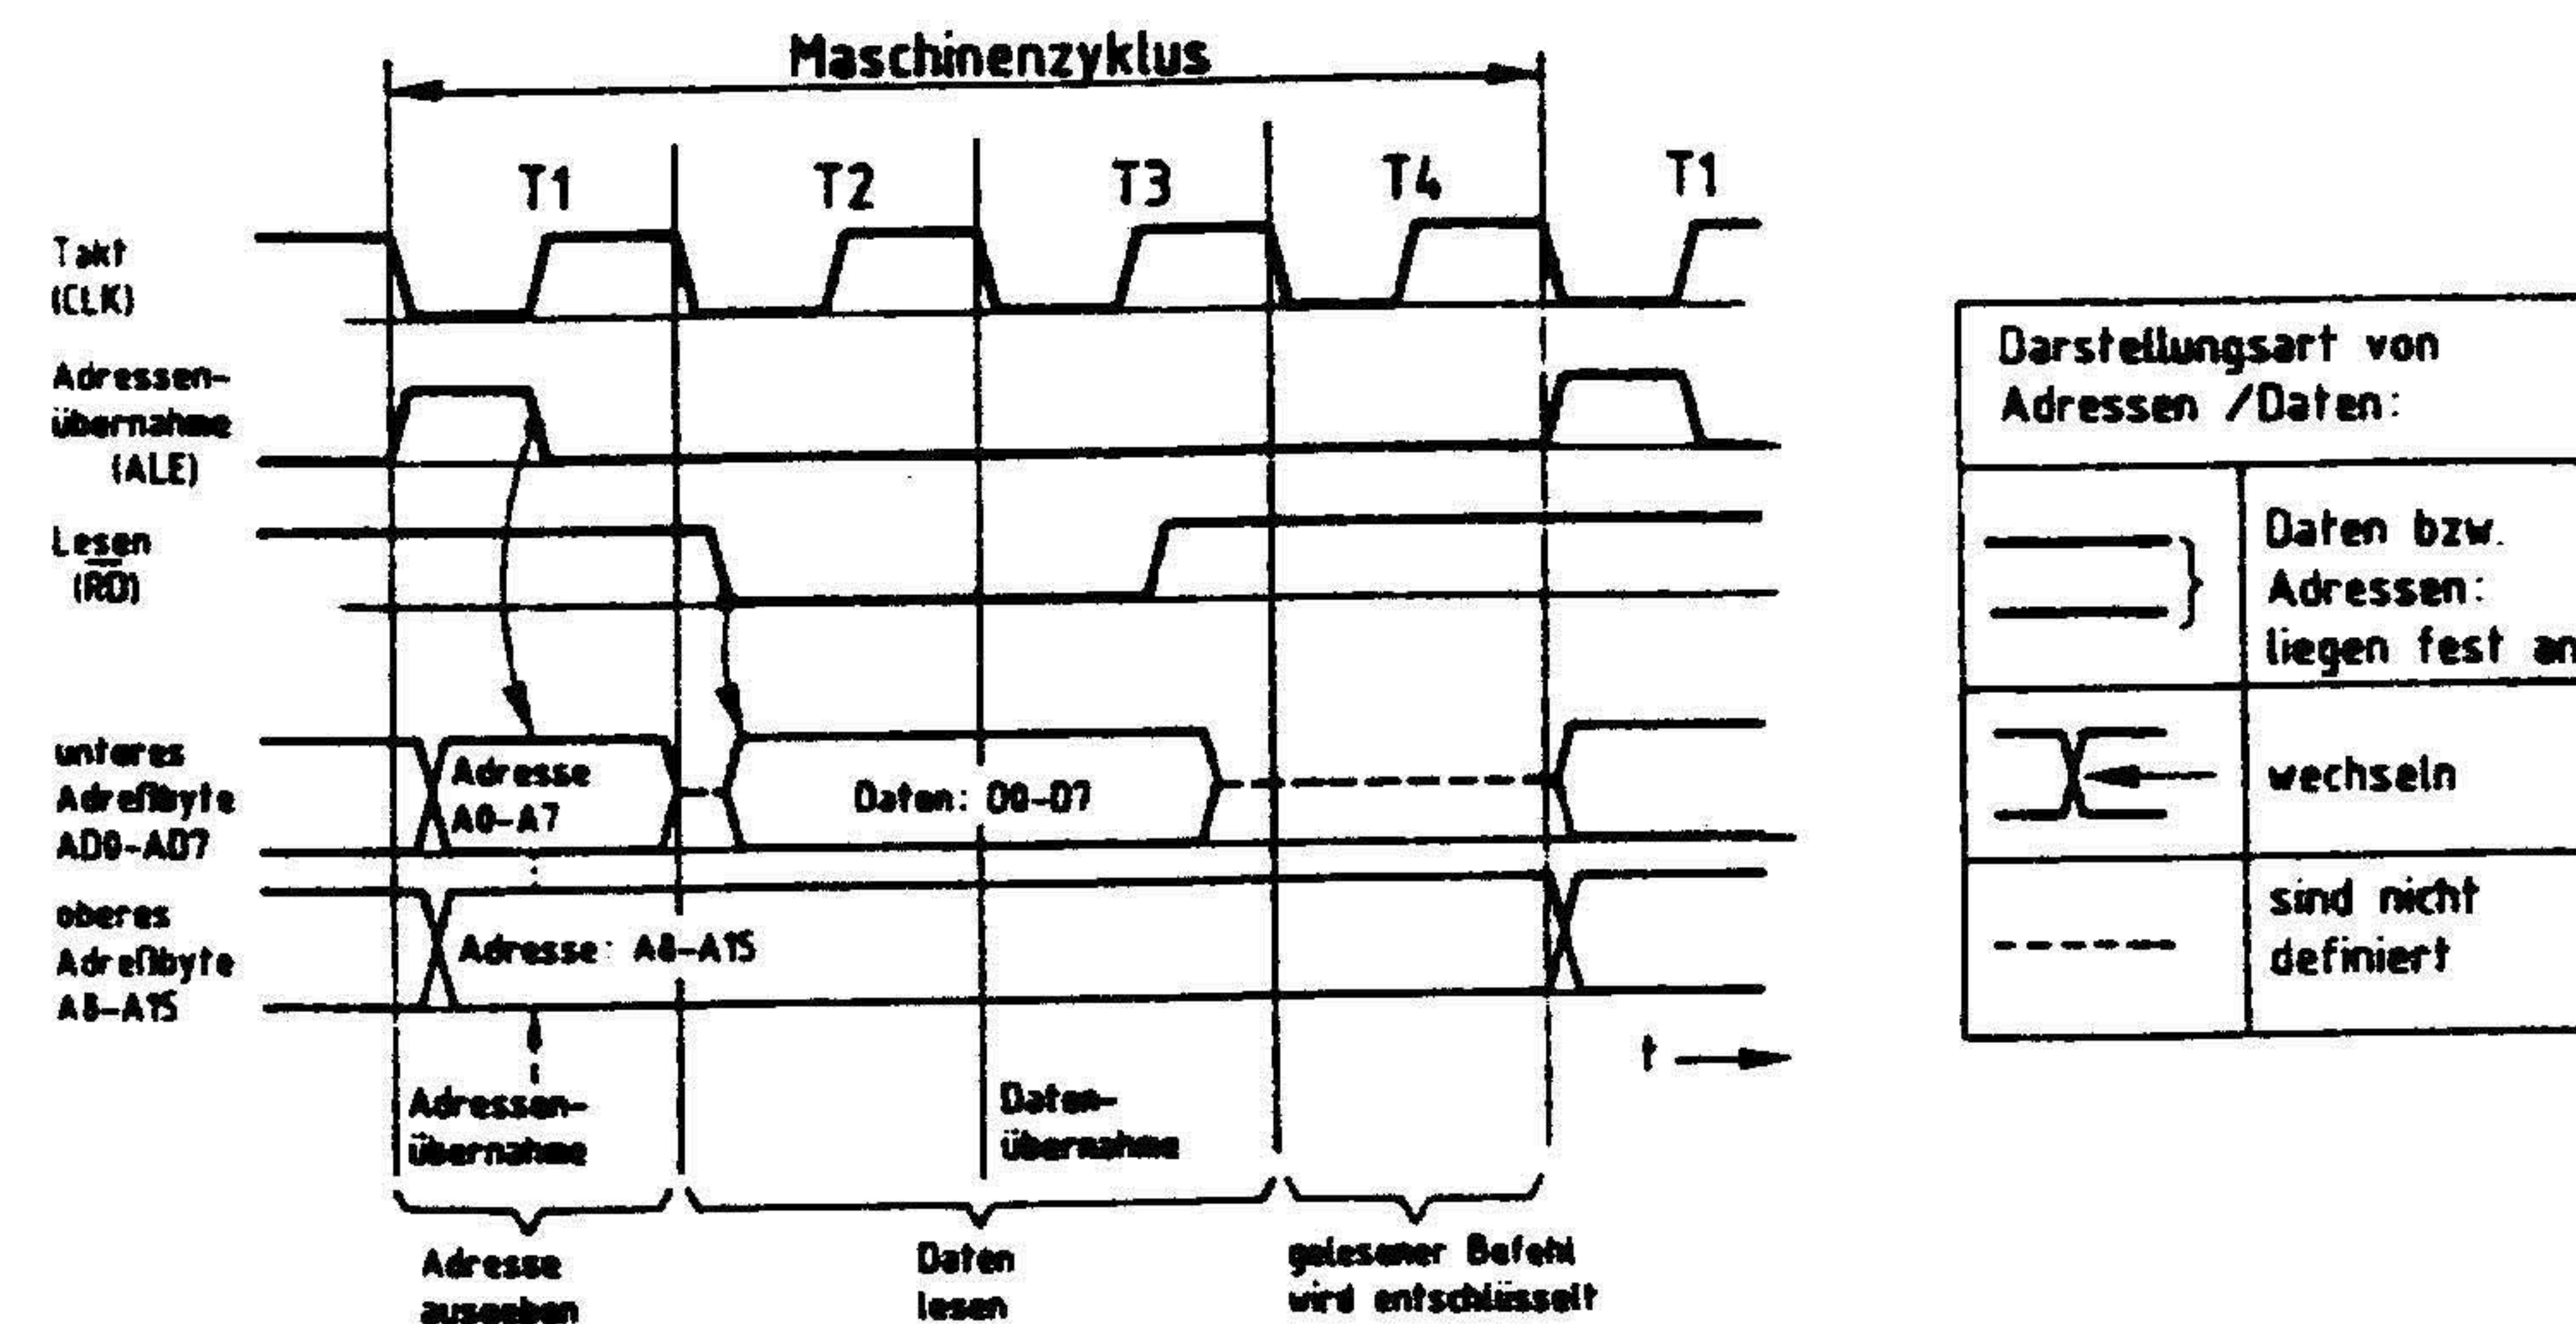 Maschinenzyklus
T1
T2
T3
T4
T1
Takt
(CLK)
Adressen-
übernahme
(ALE)
Lesen
(RD)
unteres
Adreßbyte
AD0-AD7
Adresse
A0-A7
Daten: D0-D7
oberes
Adreßbyte
A8-A15
Adresse: A8-A15
t
Adressen-
übernahme
Daten-
übernahme
Adresse
ausgeben
Daten
lesen
gelesener Befehl
wird entschlüsselt
Darstellungsart von
Adressen /Daten:
Daten bzw.
Adressen:
liegen fest an
wechseln
sind nicht
definiert